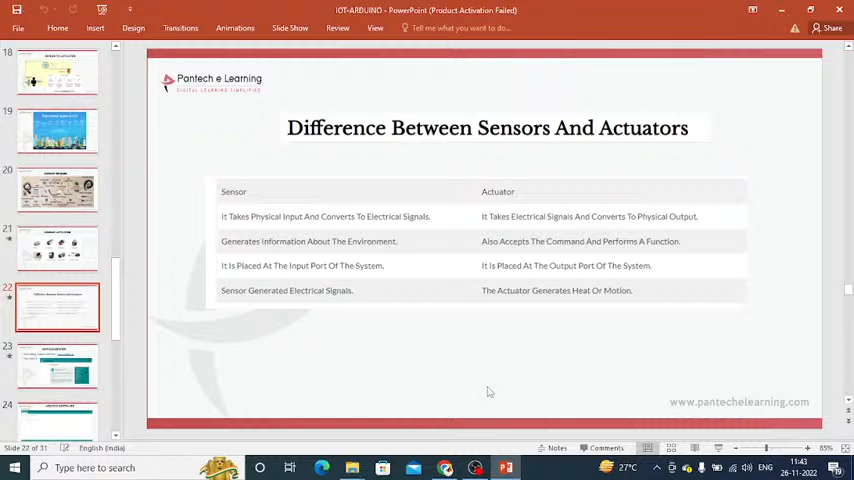 IOT-ARDUINO - PowerPoint (Product Activation Failed)
File Home Insert Design Transitions Animations Slide Show Review View Tell me what you want to do... Share
18
19
20
21
22
23
24
Pantech e Learning
DIGITAL LEARNING SIMPLIFIED
Difference Between Sensors And Actuators
Sensor Actuator
It Takes Physical Input And Converts To Electrical Signals. It Takes Electrical Signals And Converts To Physical Output.
Generates Information About The Environment. Also Accepts The Command And Performs A Function.
It Is Placed At The Input Port Of The System. It Is Placed At The Output Port Of The System.
Sensor Generated Electrical Signals. The Actuator Generates Heat Or Motion.
www.pantechelearning.com
Slide 22 of 31 English (India) Notes Comments 85%
Type here to search 27°C ENG 11:43
26-11-2022
19